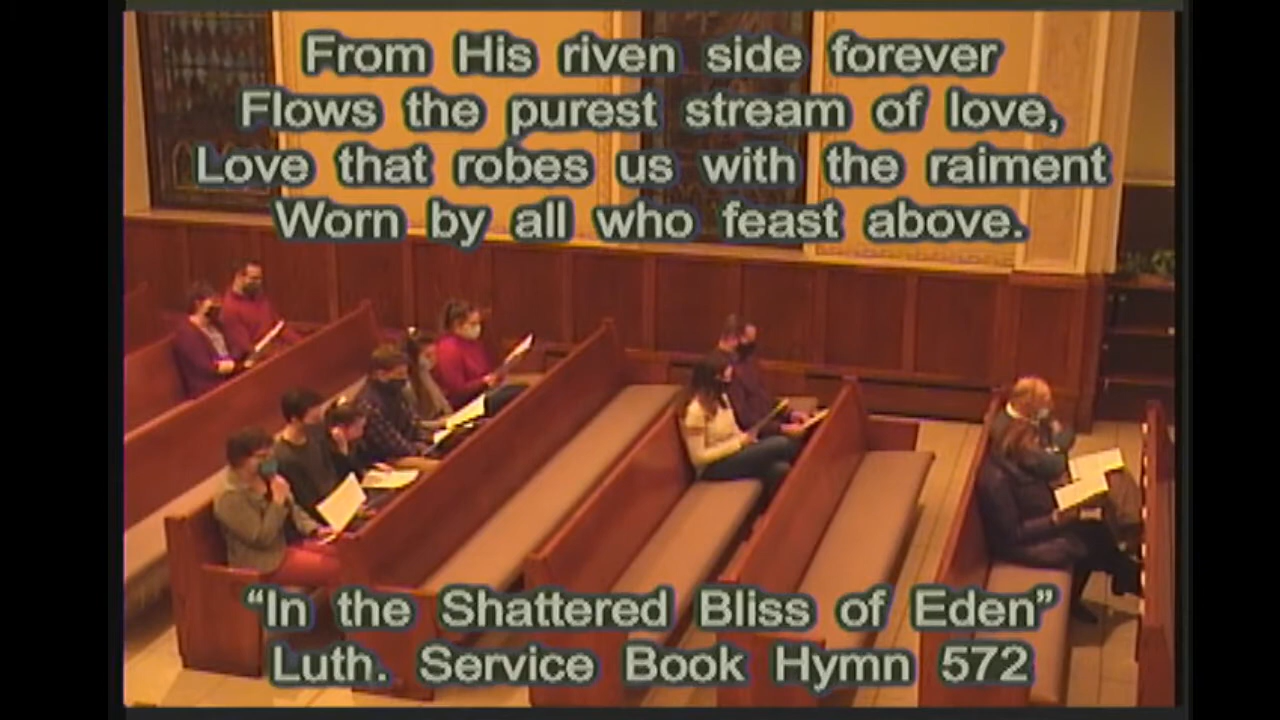 From His riven side forever
Flows the purest stream of love,
Love that robes us with the raiment
Worn by all who feast above.
“In the Shattered Bliss of Eden”
Luth. Service Book Hymn 572